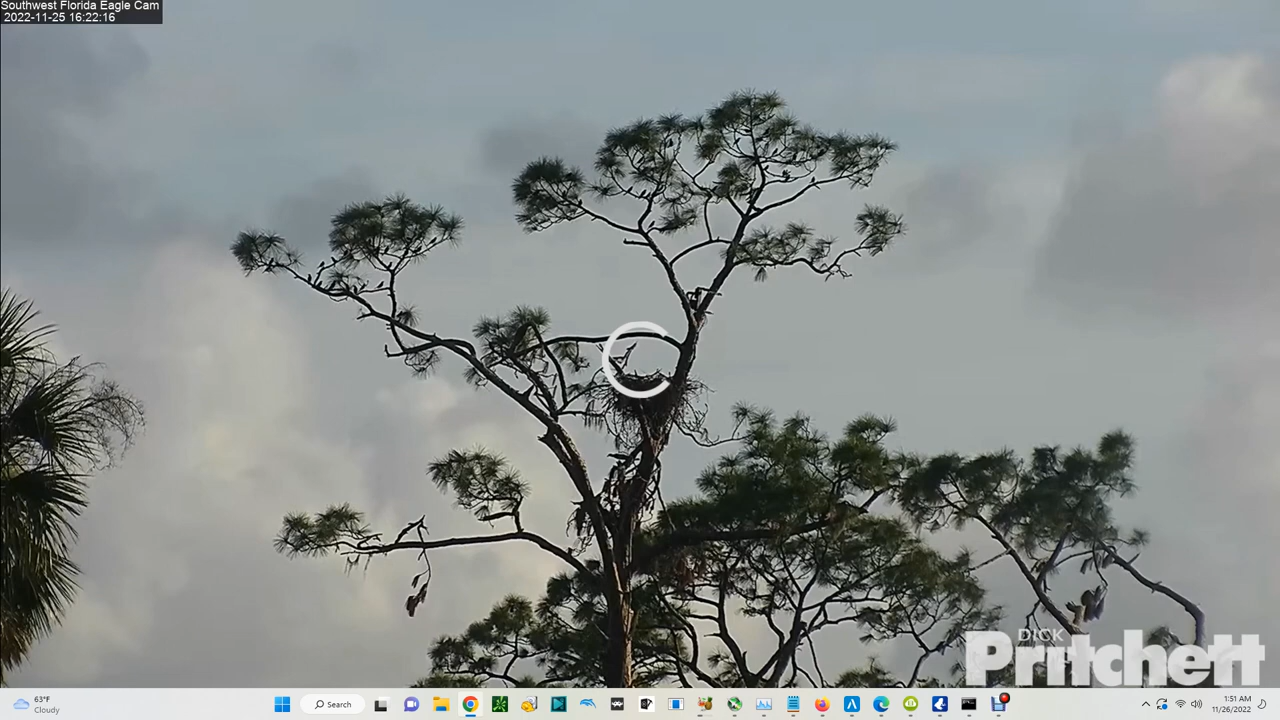 Southwest Florida Eagle Cam
2022-11-25 16:22:16
DICK
Pritchett
63°F
Cloudy
Search
1:51 AM
11/26/2022